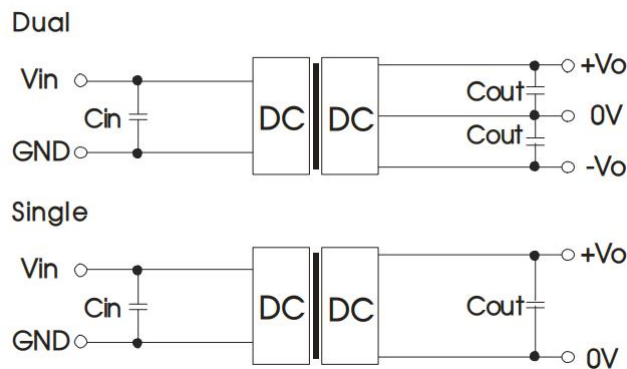 Dual
Vin
Cin
GND
DC
DC
Cout
Cout
+Vo
0V
-Vo
Single
Vin
Cin
GND
DC
DC
Cout
+Vo
0V